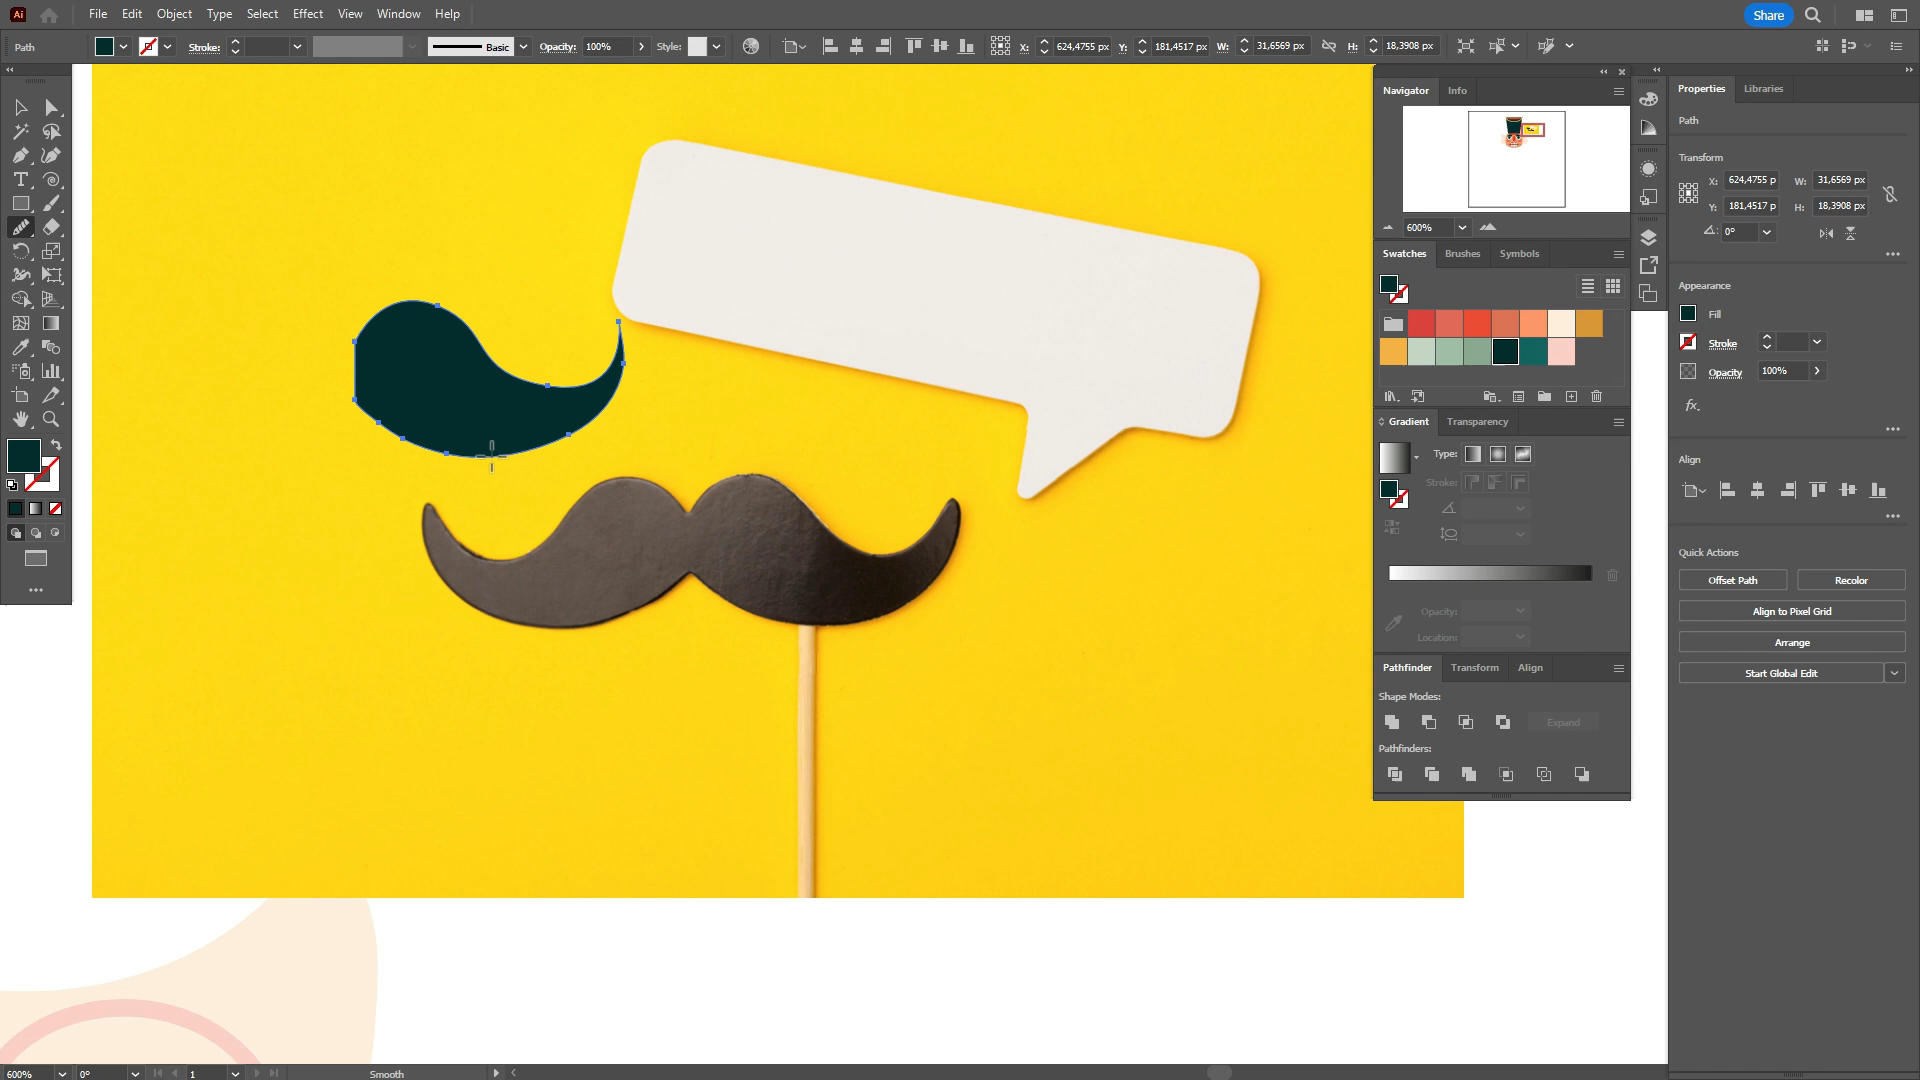 Ai File Edit Object Type Select Effect View Window Help Share
Path Stroke: Basic Opacity: 100% Style: X: 624,4755 px Y: 181,4517 px W: 31,6569 px H: 18,3908 px
Navigator Info
600%
Swatches Brushes Symbols
Gradient Transparency
Type:
Stroke:
Opacity:
Location:
Pathfinder Transform Align
Shape Modes:
Expand
Pathfinders:
Properties Libraries
Path
Transform
X: 624,4755 p W: 31,6569 px
Y: 181,4517 p H: 18,3908 px
0°
Appearance
Fill
Stroke
Opacity 100%
fx.
Align
Quick Actions
Offset Path Recolor
Align to Pixel Grid
Arrange
Start Global Edit
600% 0° 1 Smooth